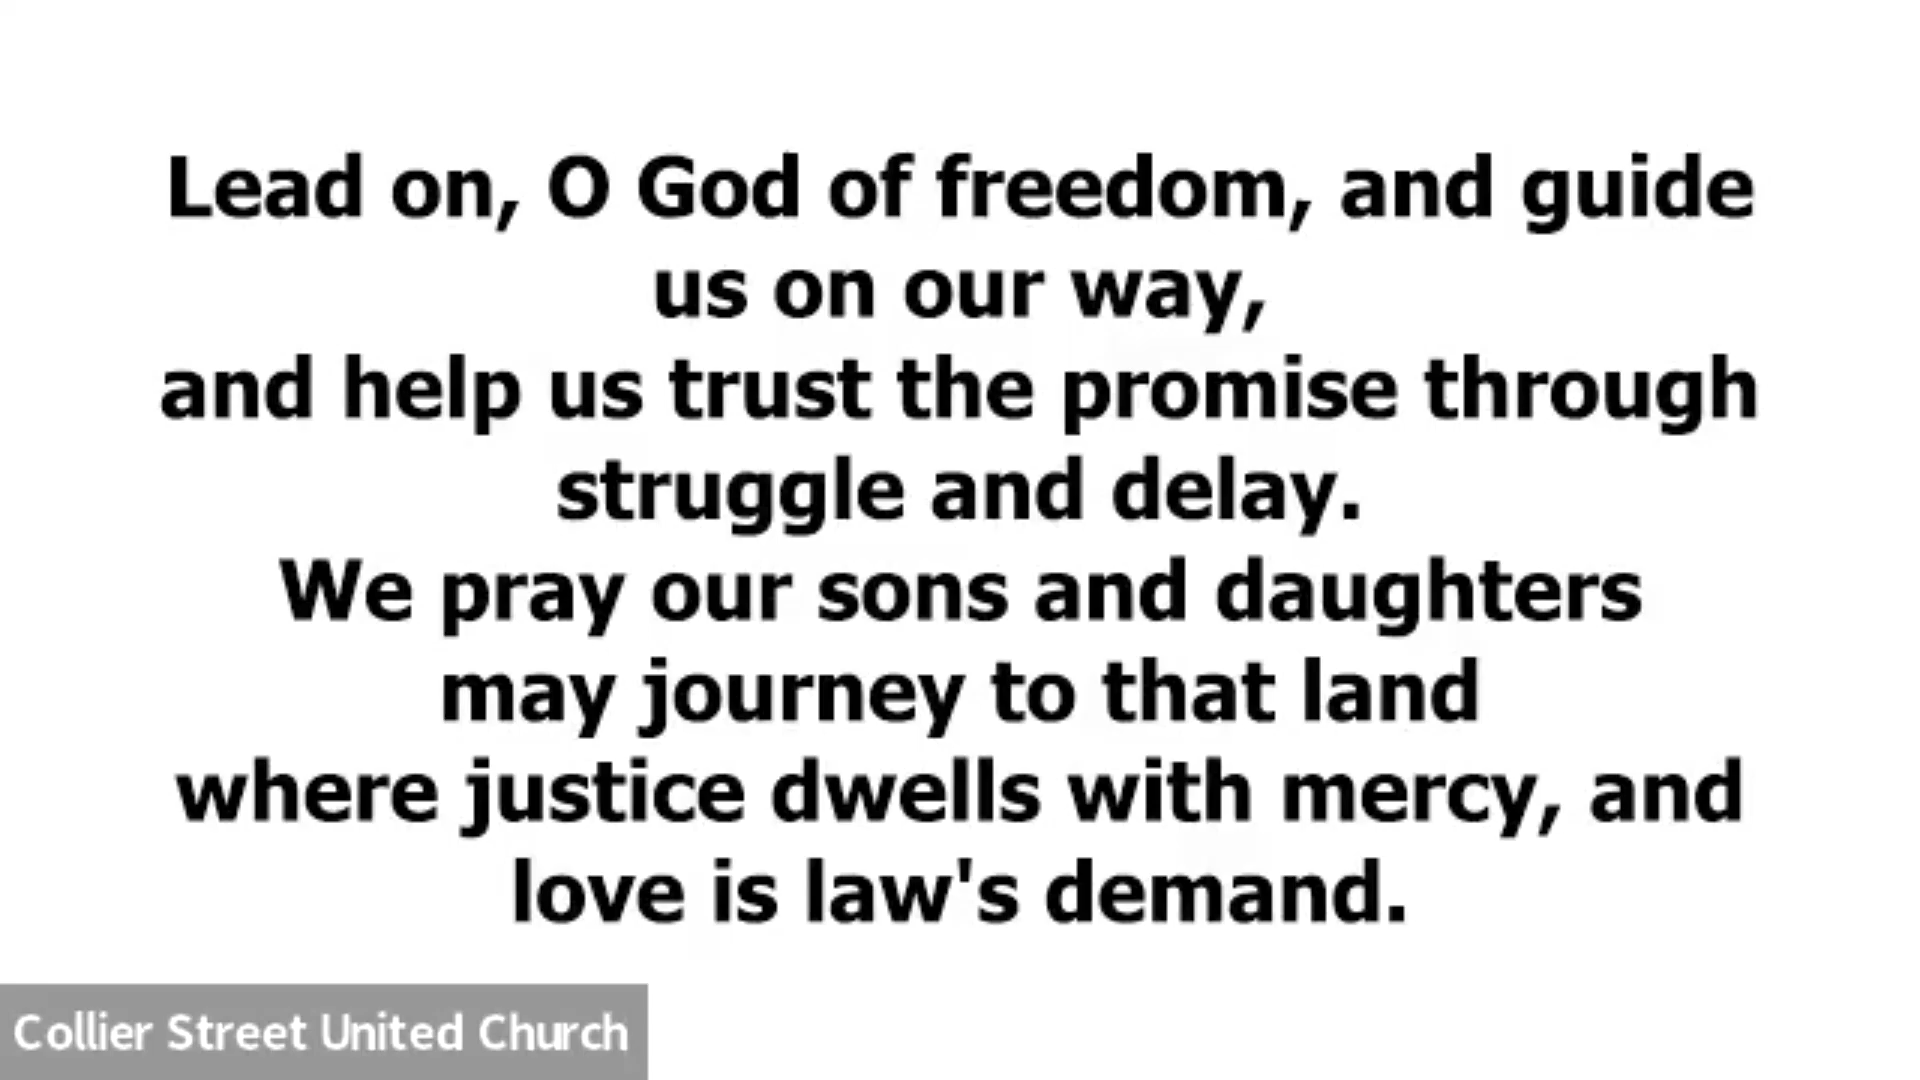 Lead on, O God of freedom, and guide
us on our way,
and help us trust the promise through
struggle and delay.
We pray our sons and daughters
may journey to that land
where justice dwells with mercy, and
love is law's demand.
Collier Street United Church